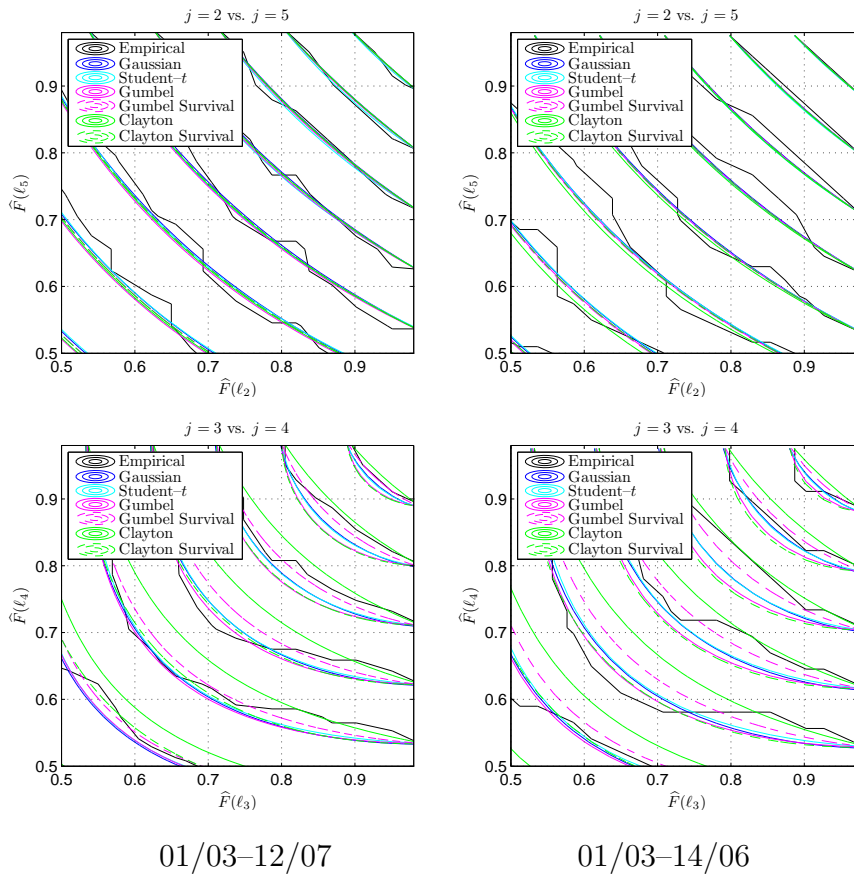 j = 2 vs. j = 5
Empirical
Gaussian
Student–t
Gumbel
Gumbel Survival
Clayton
Clayton Survival
0.9
0.8
0.7
0.6
0.5
F̂(ℓ5)
0.5 0.6 0.7 0.8 0.9
F̂(ℓ2)
j = 2 vs. j = 5
Empirical
Gaussian
Student–t
Gumbel
Gumbel Survival
Clayton
Clayton Survival
0.9
0.8
0.7
0.6
0.5
F̂(ℓ5)
0.5 0.6 0.7 0.8 0.9
F̂(ℓ2)
j = 3 vs. j = 4
Empirical
Gaussian
Student–t
Gumbel
Gumbel Survival
Clayton
Clayton Survival
0.9
0.8
0.7
0.6
0.5
F̂(ℓ4)
0.5 0.6 0.7 0.8 0.9
F̂(ℓ3)
j = 3 vs. j = 4
Empirical
Gaussian
Student–t
Gumbel
Gumbel Survival
Clayton
Clayton Survival
0.9
0.8
0.7
0.6
0.5
F̂(ℓ4)
0.5 0.6 0.7 0.8 0.9
F̂(ℓ3)
01/03–12/07
01/03–14/06